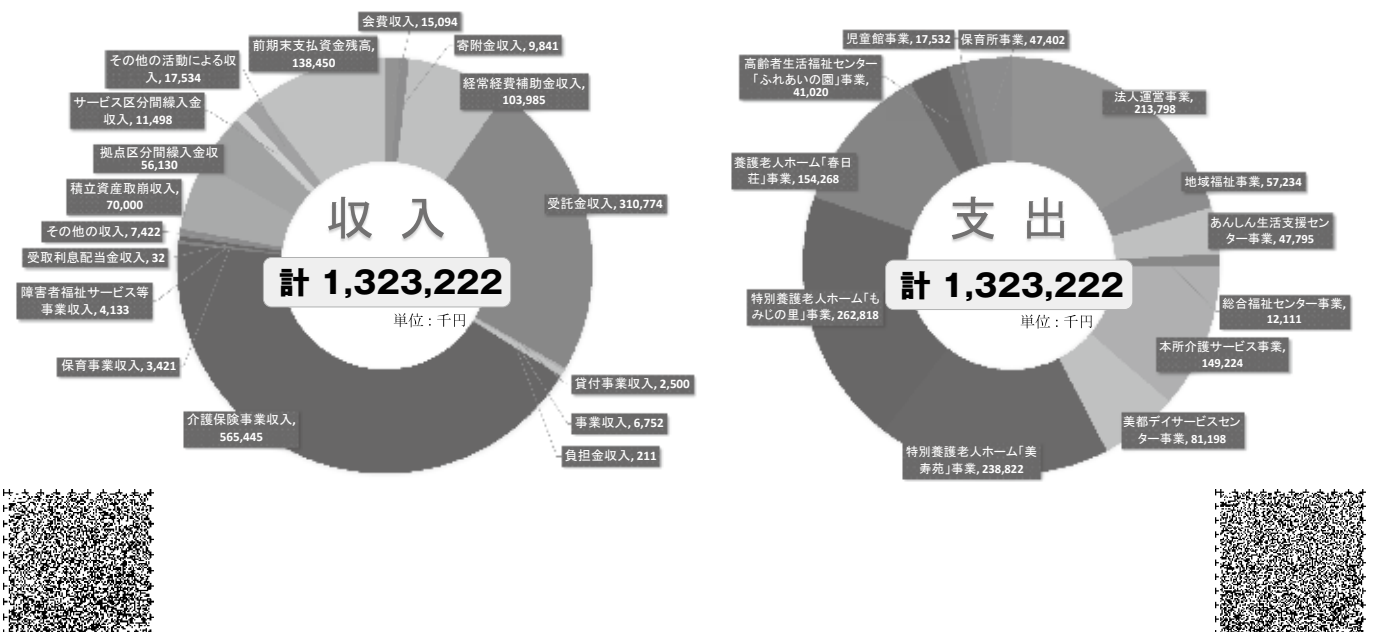 会費収入, 15,094
寄附金収入, 9,841
経常経費補助金収入,
103,985
受託金収入, 310,774
貸付事業収入, 2,500
事業収入, 6,752
負担金収入, 211
介護保険事業収入,
565,445
保育事業収入, 3,421
障害者福祉サービス等
事業収入, 4,133
受取利息配当金収入, 32
その他の収入, 7,422
積立資産取崩収入,
70,000
拠点区分間繰入金収
56,130
サービス区分間繰入金
収入, 11,498
その他の活動による収
入, 17,534
前期末支払資金残高,
138,450
収 入
計 1,323,222
単位 : 千円
児童館事業, 17,532
保育所事業, 47,402
法人運営事業,
213,798
地域福祉事業, 57,234
あんしん生活支援セン
ター事業, 47,795
総合福祉センター事業,
12,111
本所介護サービス事業,
149,224
美都デイサービスセン
ター事業, 81,198
特別養護老人ホーム「美
寿苑」事業, 238,822
特別養護老人ホーム「も
みじの里」事業, 262,818
養護老人ホーム「春日
荘」事業, 154,268
高齢者生活福祉センター
「ふれあいの園」事業,
41,020
支 出
計 1,323,222
単位 : 千円